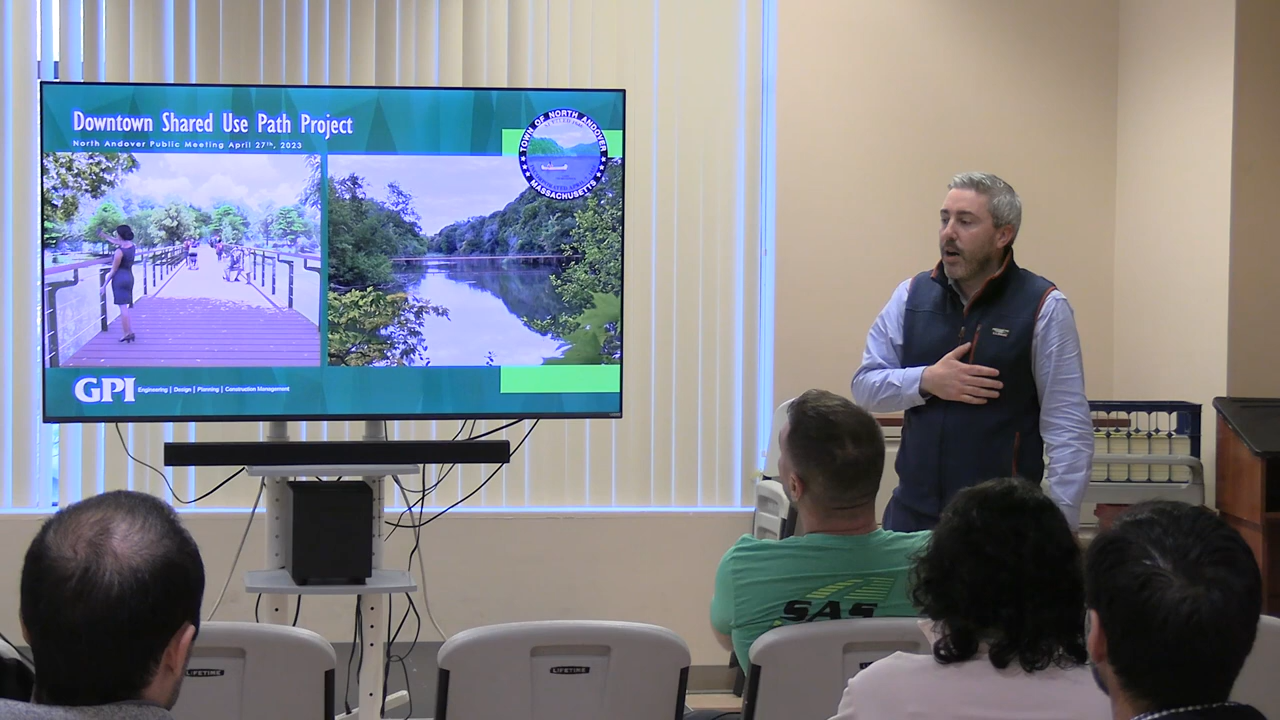 Downtown Shared Use Path Project
North Andover Public Meeting April 27th, 2023
TOWN OF NORTH ANDOVER
MASSACHUSETTS
GPI Engineering | Design | Planning | Construction Management
SAS
LIFETIME
LIFETIME